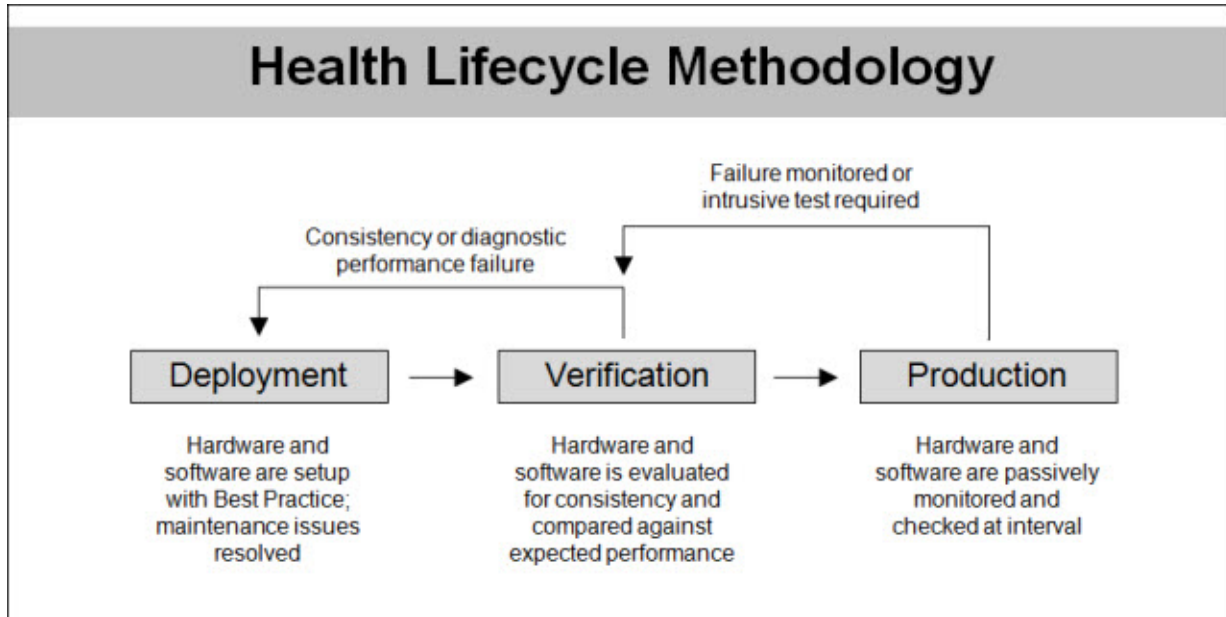 Health Lifecycle Methodology
Failure monitored or
intrusive test required
Consistency or diagnostic
performance failure
Deployment
Verification
Production
Hardware and
software are setup
with Best Practice;
maintenance issues
resolved
Hardware and
software is evaluated
for consistency and
compared against
expected performance
Hardware and
software are passively
monitored and
checked at interval